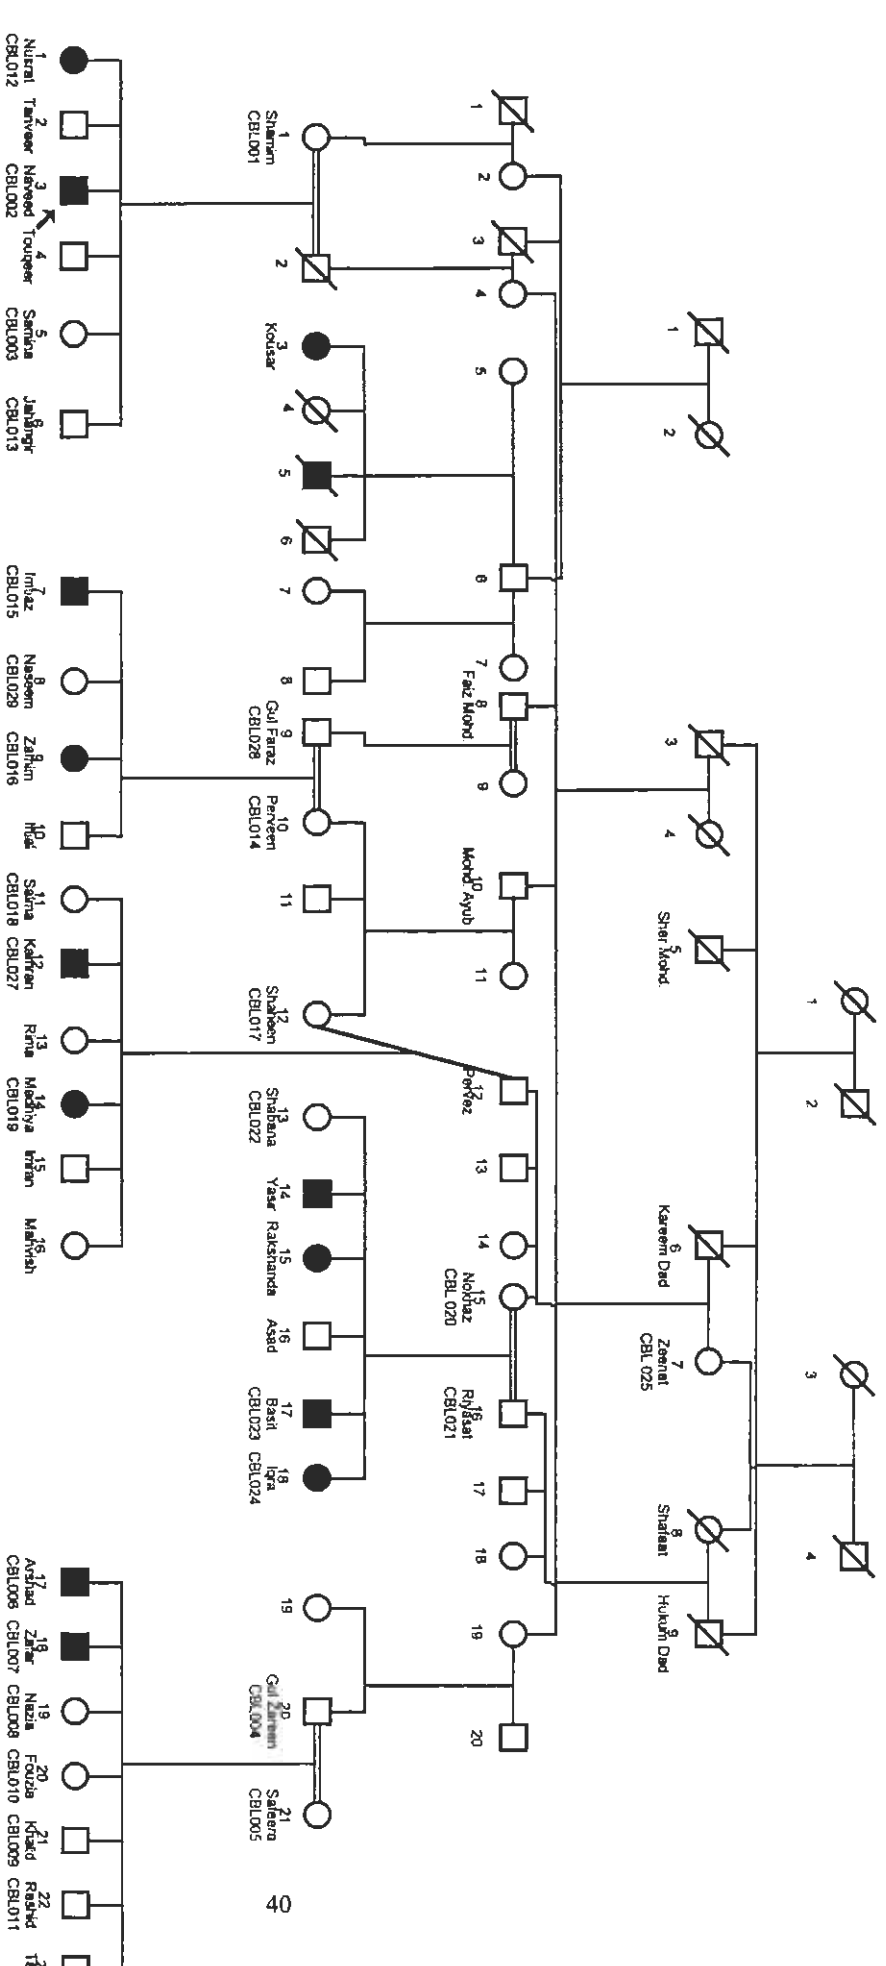 1
2
3
4
1
2
3
4
Sher Mohd.
5
Kareem Dad
6
Zeenat
7
CBL 025
Shafaat
8
Hukum Dad
9
1
2
3
4
5
6
7
Faiz Mohd.
8
9
Mohd. Ayub
10
11
Pervez
12
13
14
15
Nokhaz
CBL 020
16
Riyasat
CBL021
17
18
19
20
1
Shamim
CBL001
2
3
Kousar
4
5
6
7
8
9
Gul Faraz
CBL028
10
Perveen
CBL014
11
12
Shaheen
CBL017
13
Shabana
CBL022
14
Yasir
15
Rakshanda
16
Asad
17
Basit
CBL023
18
Iqra
CBL024
19
20
Gul Zareen
CBL004
21
Safeera
CBL005
1
Nusrat
CBL012
2
Tanveer
3
Naveed
CBL002
4
Touqeer
5
Samina
CBL003
6
Jahangir
CBL013
7
Imtiaz
CBL015
8
Naseem
CBL029
9
Zamim
CBL016
10
11
Salma
CBL018
12
Kamran
CBL027
13
Rima
14
Madhiya
CBL019
15
Imran
16
Mahvish
17
Arshad
CBL006
18
Zafar
CBL007
19
Nazia
CBL008
20
Fouzia
CBL010
21
Khalid
CBL009
22
Rashid
CBL011
40